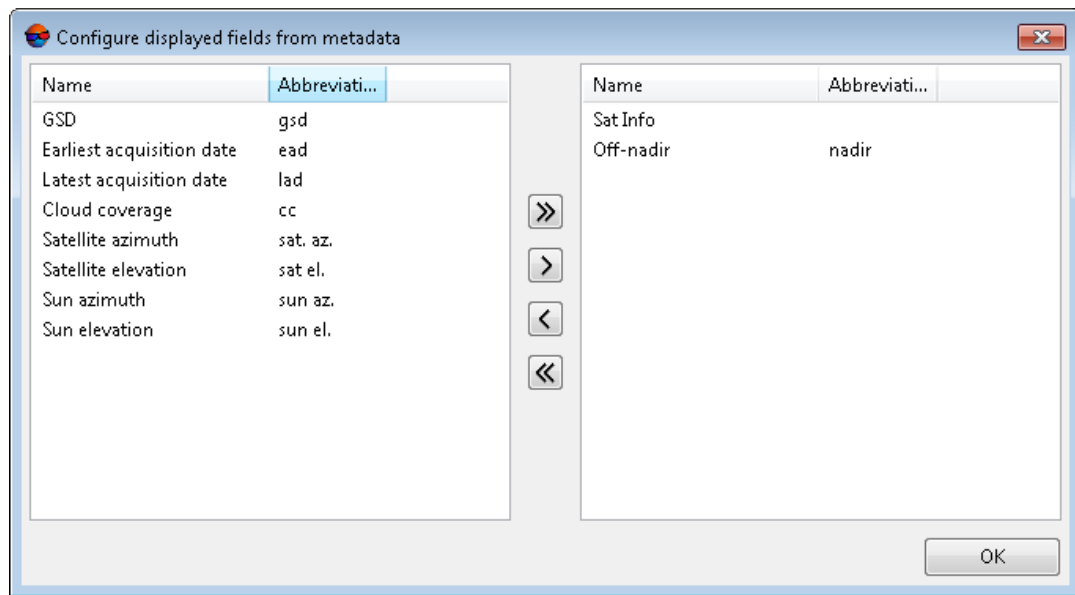 Configure displayed fields from metadata
Name Abbreviati... Name Abbreviati...
GSD gsd Sat Info
Earliest acquisition date ead Off-nadir nadir
Latest acquisition date lad
Cloud coverage cc
Satellite azimuth sat. az.
Satellite elevation sat el.
Sun azimuth sun az.
Sun elevation sun el.
OK